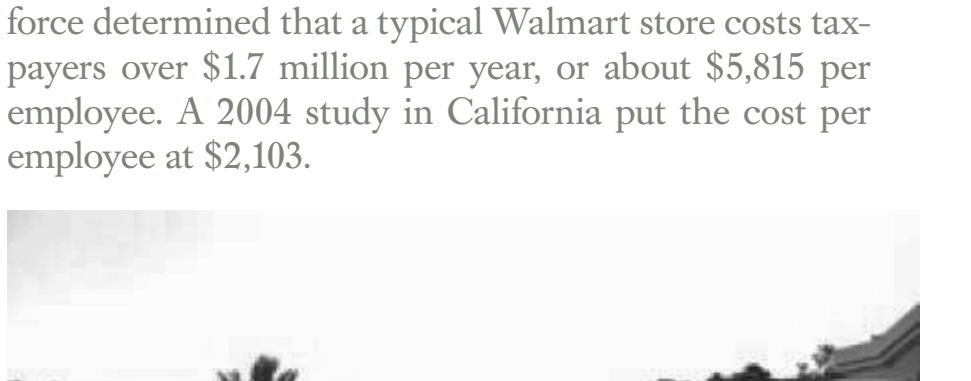 force determined that a typical Walmart store costs tax-
payers over $1.7 million per year, or about $5,815 per
employee. A 2004 study in California put the cost per
employee at $2,103.